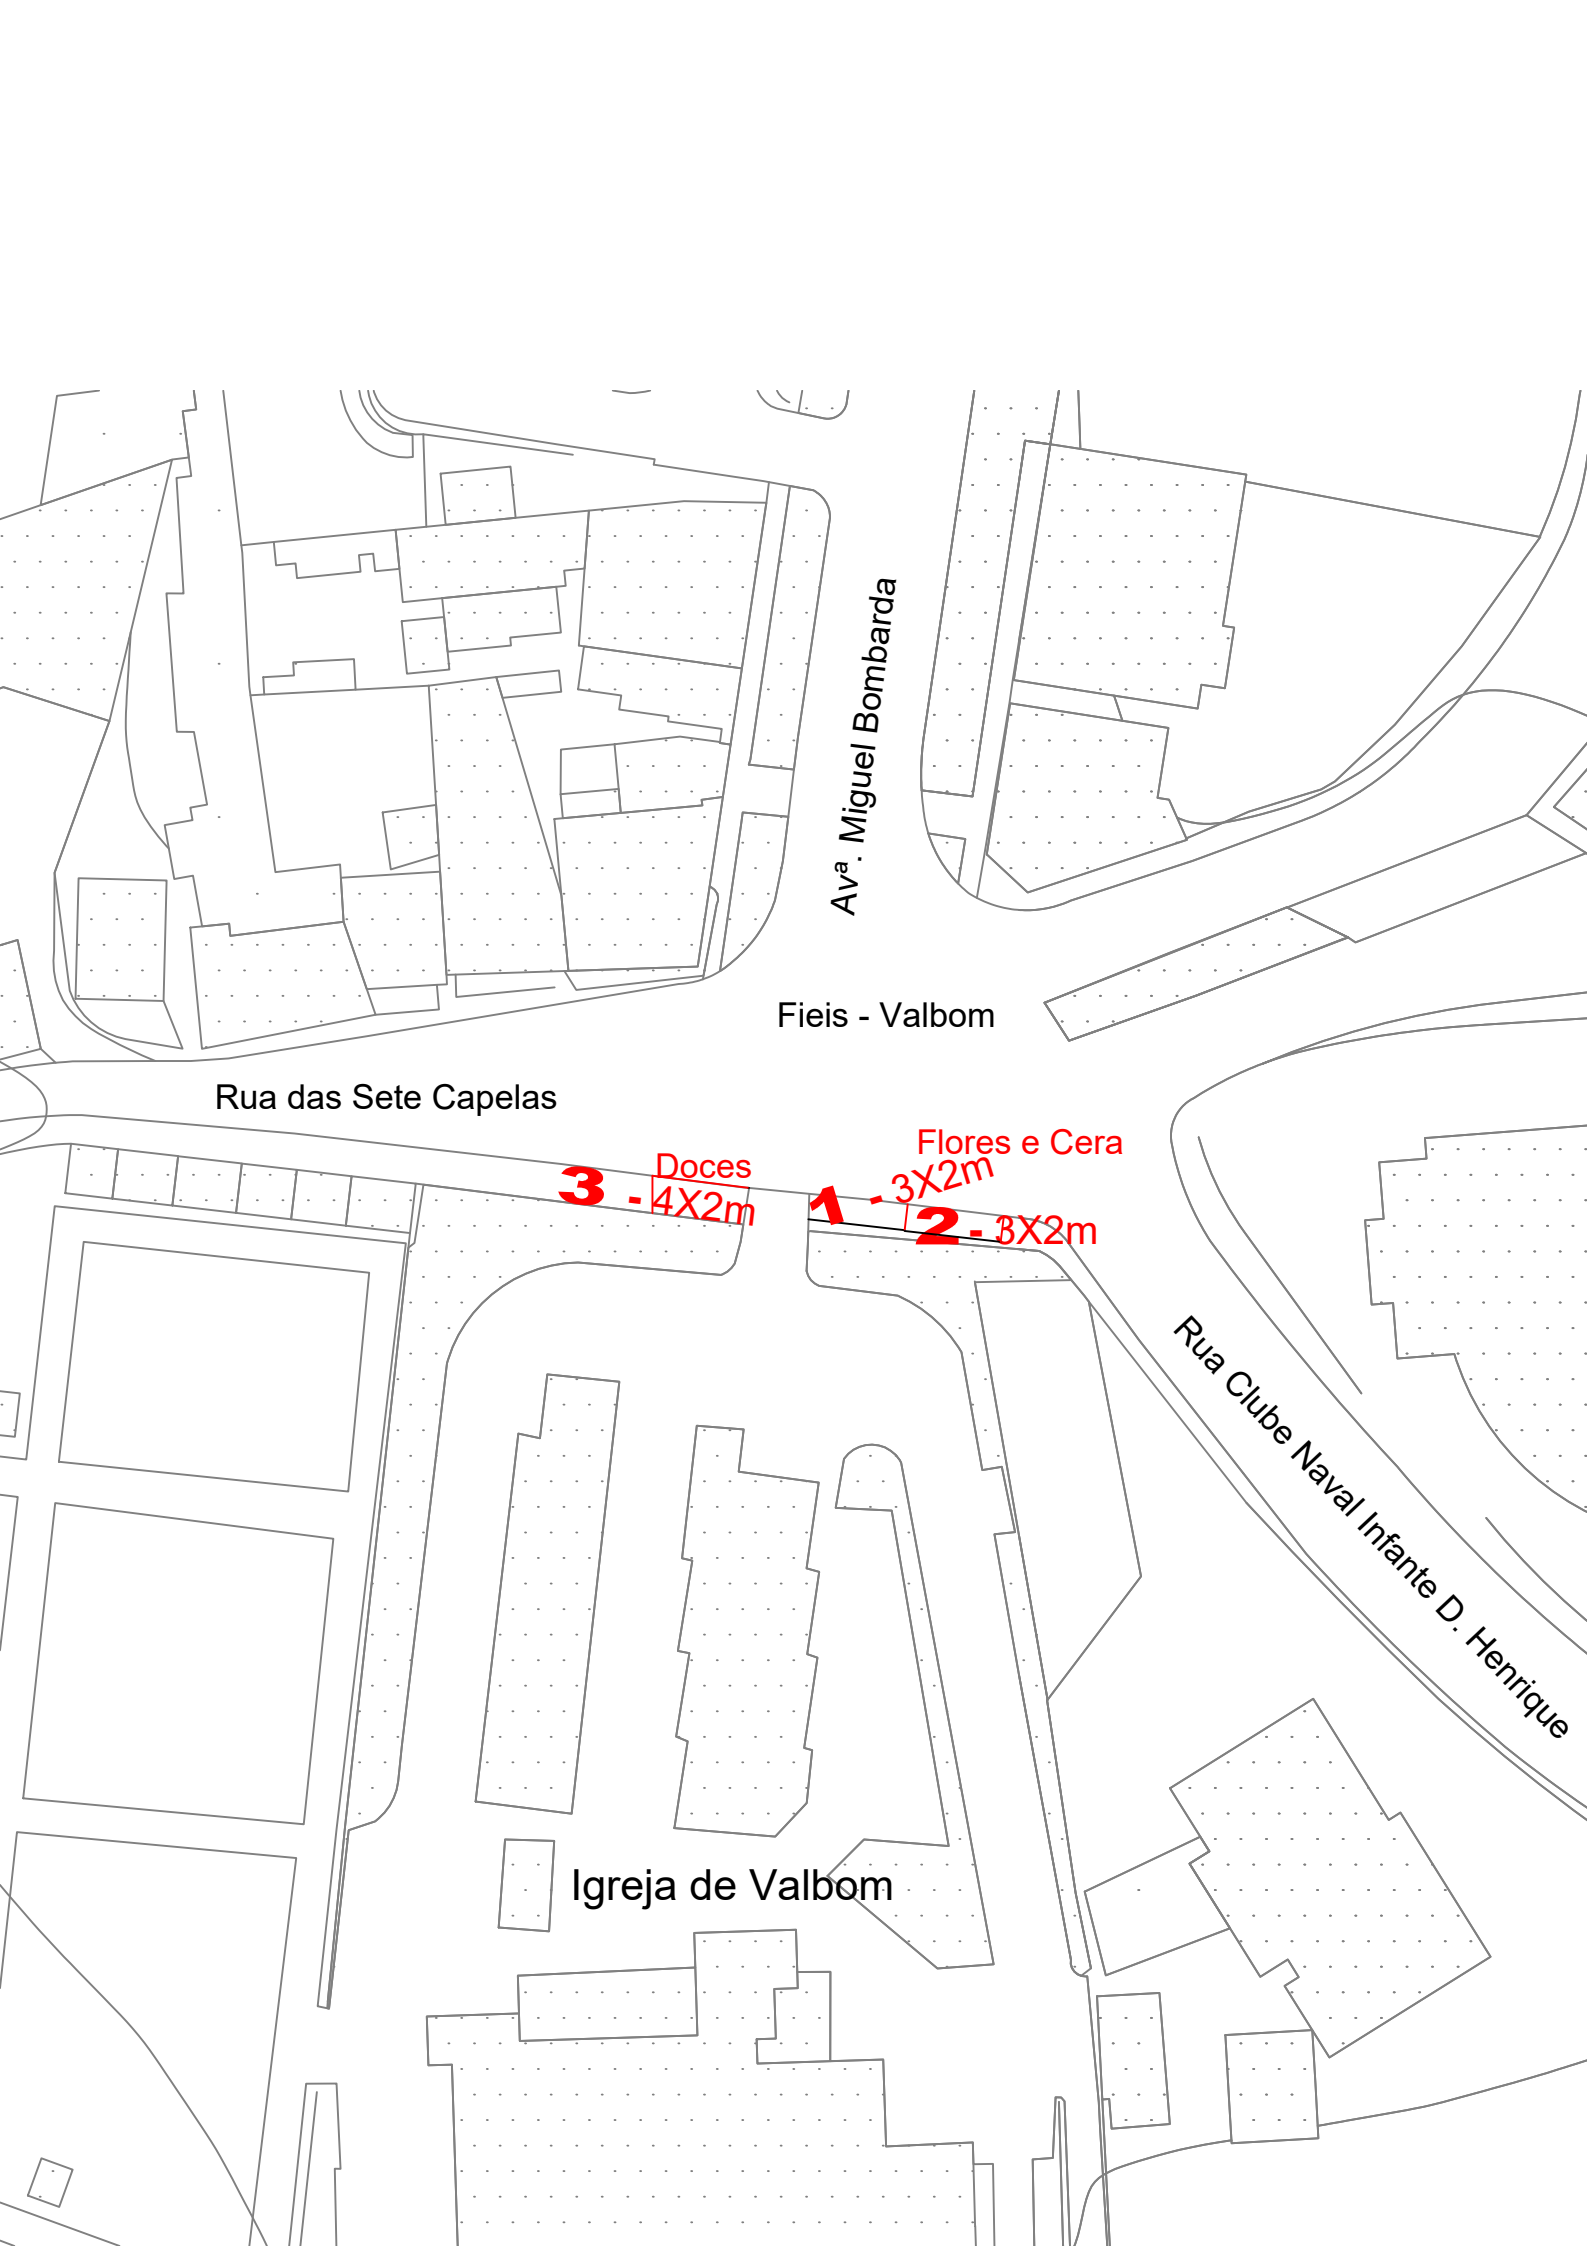 Avª. Miguel Bombarda
Fieis - Valbom
Rua das Sete Capelas
Flores e Cera
Doces
3 - 4X2m
1 - 3X2m
2 - 3X2m
Rua Clube Naval Infante D. Henrique
Igreja de Valbom